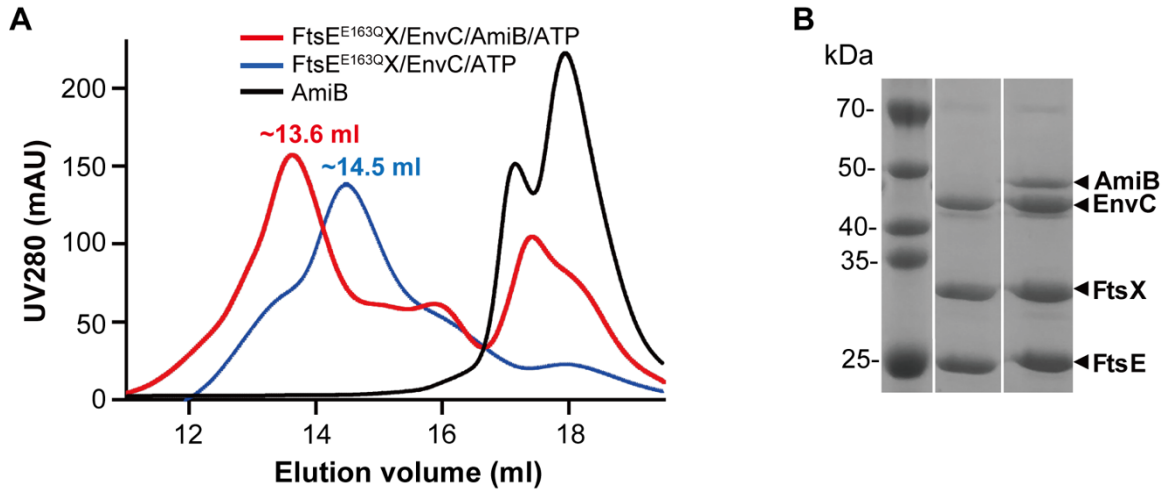 A
FtsE^E163Q X/EnvC/AmiB/ATP
FtsE^E163Q X/EnvC/ATP
AmiB
~13.6 ml
~14.5 ml
UV280 (mAU)
200
150
100
50
0
12
14
16
18
Elution volume (ml)
B
kDa
70-
50-
40-
35-
25-
AmiB
EnvC
FtsX
FtsE